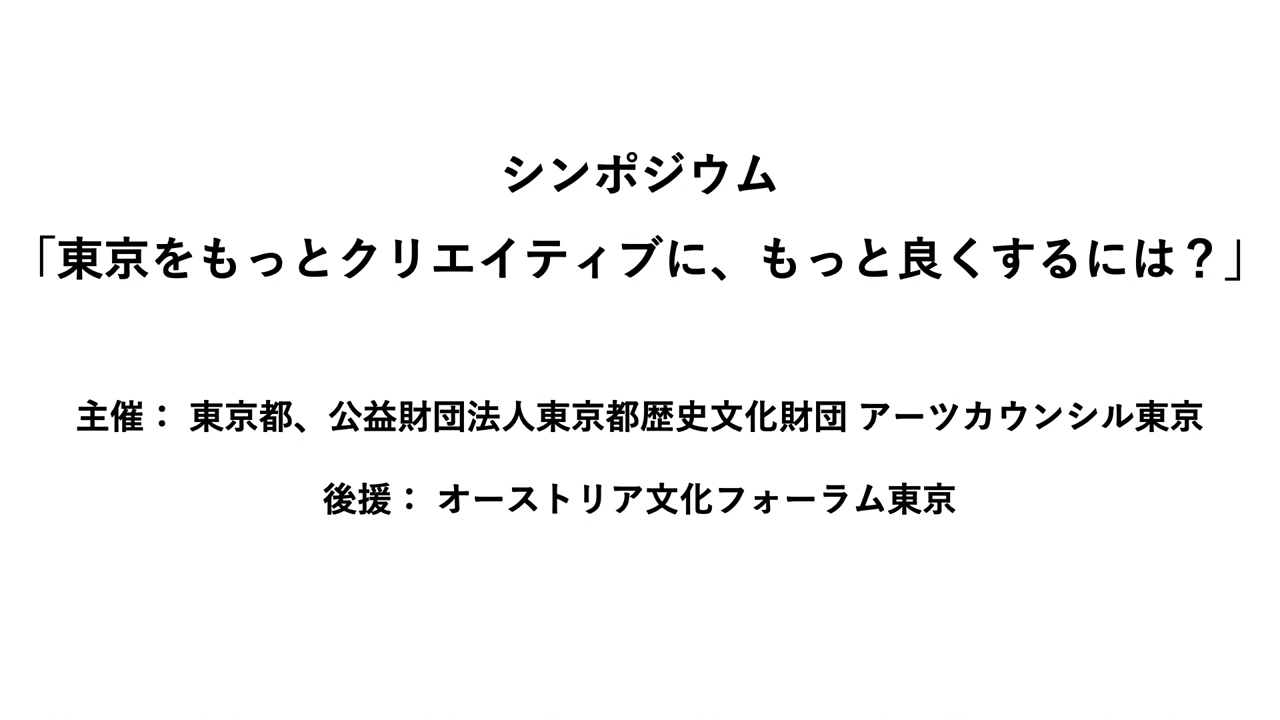 シンポジウム
「東京をもっとクリエイティブに、もっと良くするには？」
主催： 東京都、公益財団法人東京都歴史文化財団 アーツカウンシル東京
後援： オーストリア文化フォーラム東京